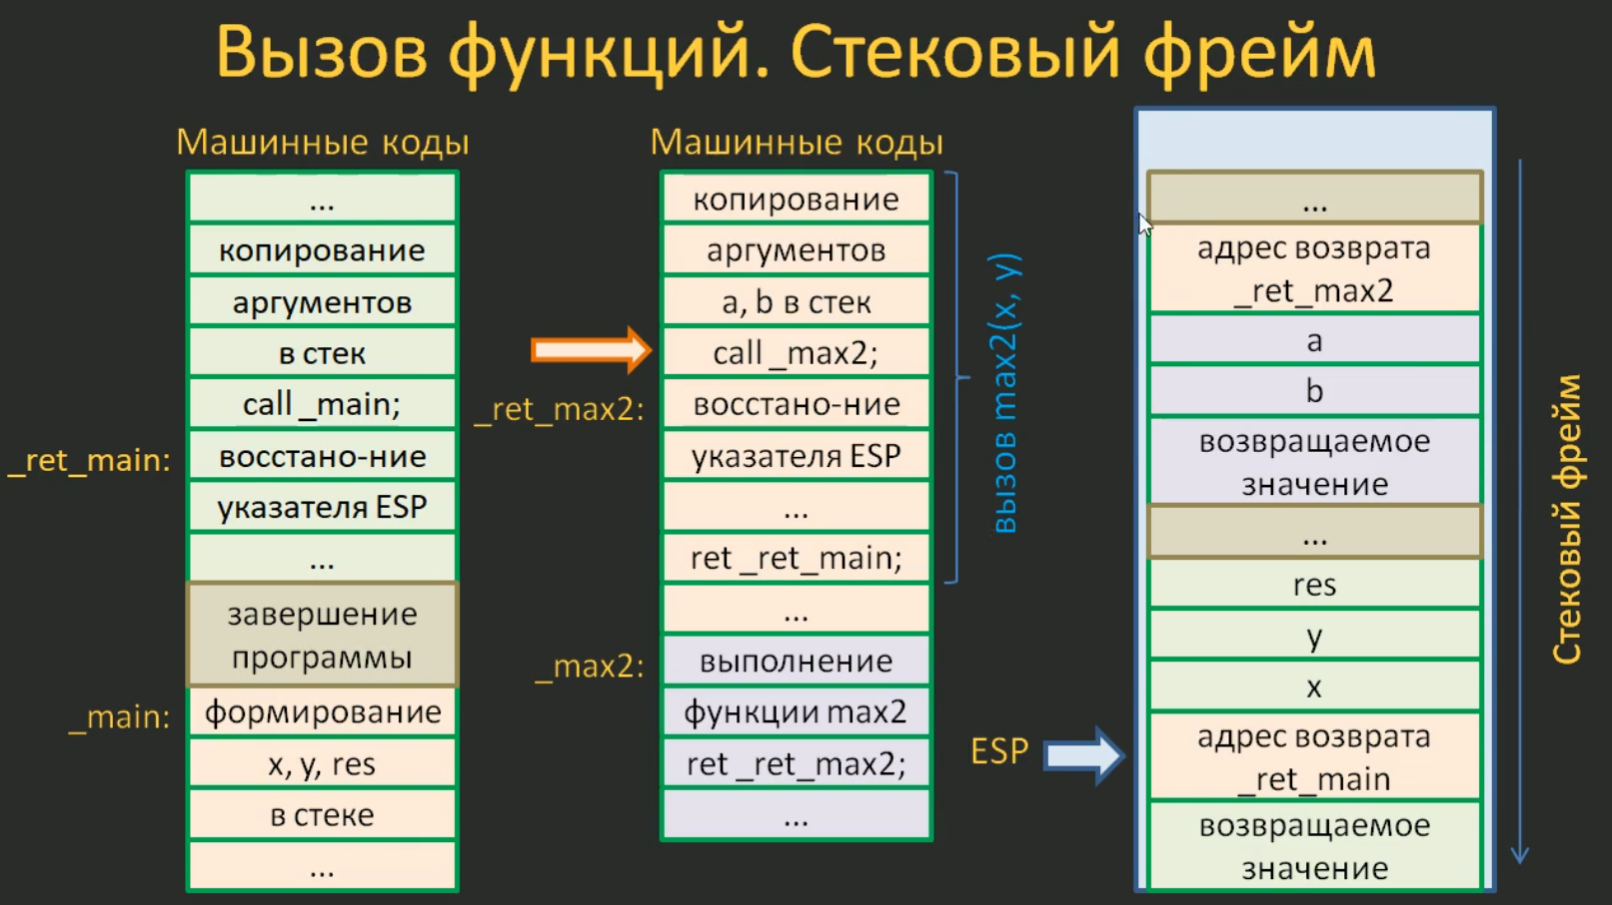 Вызов функций. Стековый фрейм
Машинные коды
...
копирование
аргументов
в стек
call _main;
_ret_main:
восстано-ние
указателя ESP
...
завершение
программы
_main:
формирование
x, y, res
в стеке
...
Машинные коды
копирование
аргументов
a, b в стек
call _max2;
_ret_max2:
восстано-ние
указателя ESP
...
ret _ret_main;
...
_max2:
выполнение
функции max2
ret _ret_max2;
...
вызов max2(x, y)
ESP
...
адрес возврата
_ret_max2
a
b
возвращаемое
значение
...
res
y
x
адрес возврата
_ret_main
возвращаемое
значение
Стековый фрейм